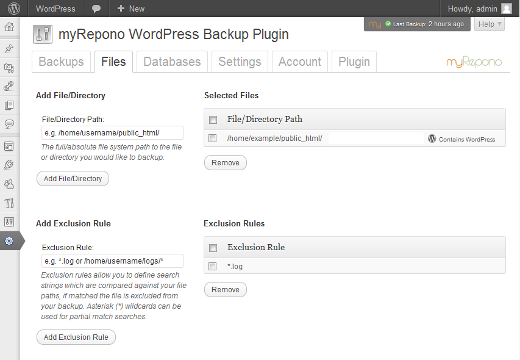 WordPress
+ New
Howdy, admin
myRepono WordPress Backup Plugin
myRepono
Last Backup: 2 hours ago
Help
Backups
Files
Databases
Settings
Account
Plugin
myRepono
Add File/Directory
File/Directory Path:
e.g. /home/username/public_html/
The full/absolute file system path to the file
or directory you would like to backup.
Add File/Directory
Selected Files
File/Directory Path
/home/example/public_html/
Contains WordPress
Remove
Add Exclusion Rule
Exclusion Rule:
e.g. *.log or /home/username/logs/*
Exclusion rules allow you to define search
strings which are compared against your file
paths, if matched the file is excluded from
your backup. Asterisk (*) wildcards can be
used for partial match searches
Add Exclusion Rule
Exclusion Rules
Exclusion Rule
*.log
Remove